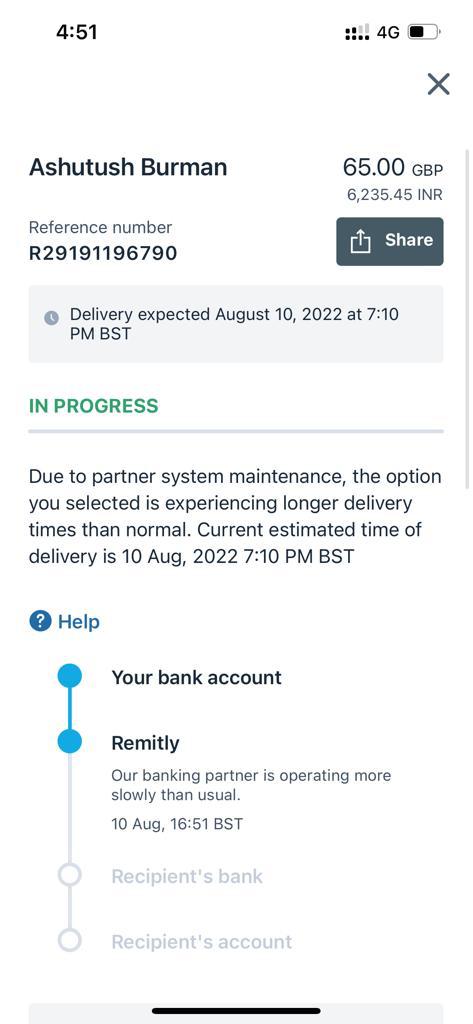 4:51
4G
Ashutush Burman
65.00 GBP
6,235.45 INR
Reference number
R29191196790
Share
Delivery expected August 10, 2022 at 7:10
PM BST
IN PROGRESS
Due to partner system maintenance, the option
you selected is experiencing longer delivery
times than normal. Current estimated time of
delivery is 10 Aug, 2022 7:10 PM BST
? Help
Your bank account
Remitly
Our banking partner is operating more
slowly than usual.
10 Aug, 16:51 BST
Recipient's bank
Recipient's account